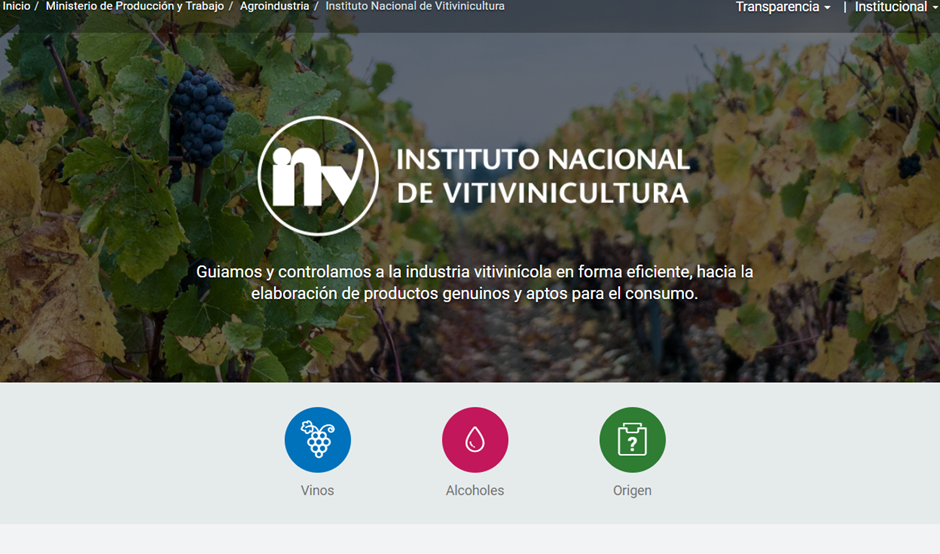 Inicio / Ministerio de Producción y Trabajo / Agroindustria / Instituto Nacional de Vitivinicultura
Transparencia | Institucional
inv
INSTITUTO NACIONAL
DE VITIVINICULTURA
Guiamos y controlamos a la industria vitivinícola en forma eficiente, hacia la
elaboración de productos genuinos y aptos para el consumo.
?
Vinos
Alcoholes
Origen